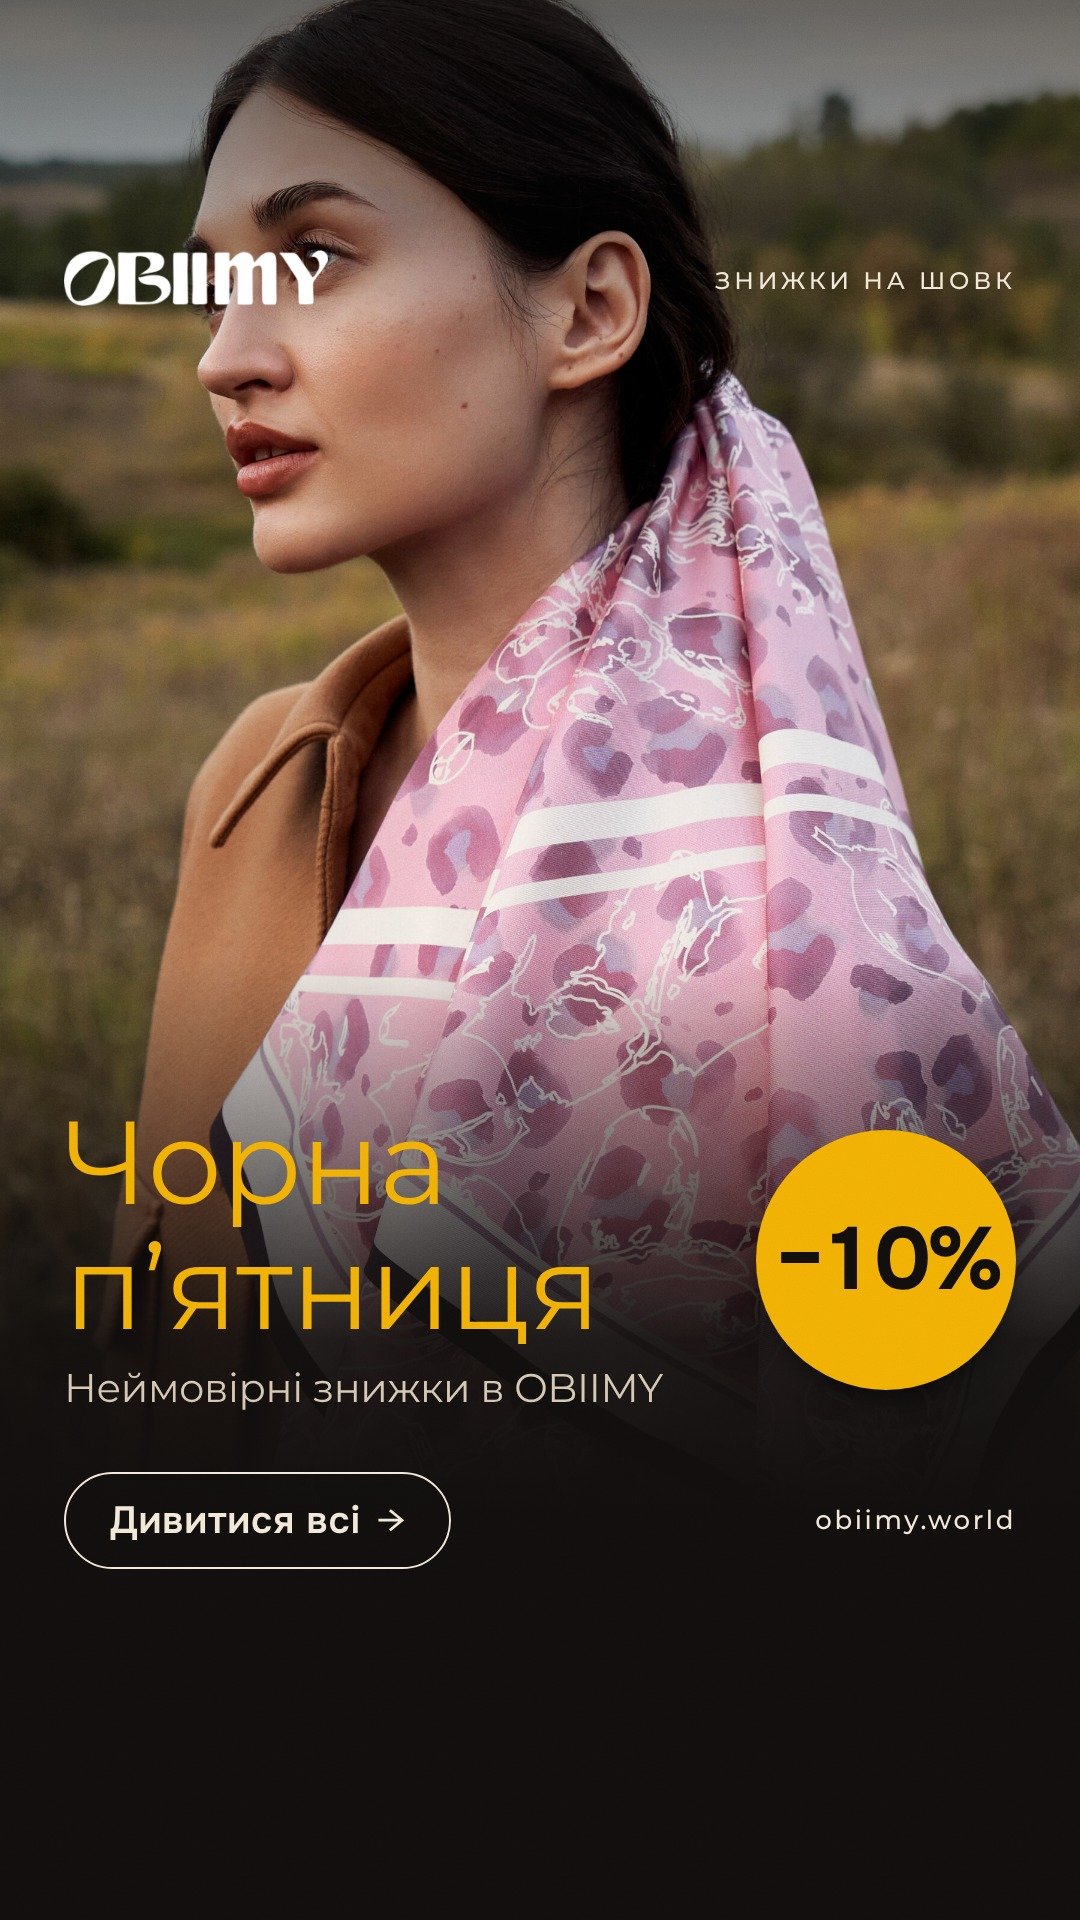 OBIIMY
ЗНИЖКИ НА ШОВК
Чорна
п’ятниця
-10%
Неймовірні знижки в OBIIMY
Дивитися всі →
obiimy.world